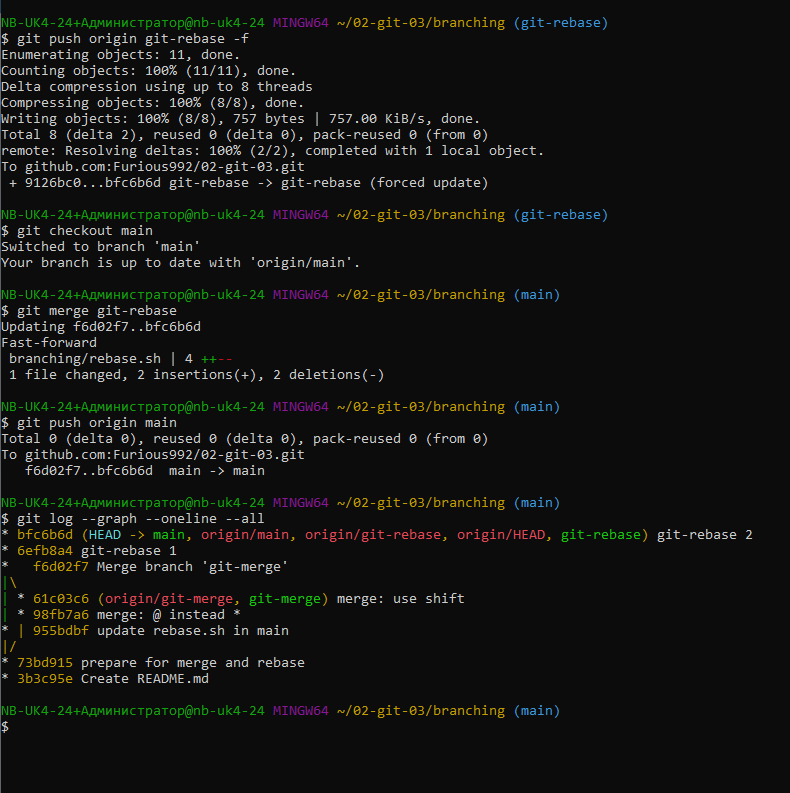 NB-UK4-24+Администратор@nb-uk4-24 MINGW64 ~/02-git-03/branching (git-rebase)
$ git push origin git-rebase -f
Enumerating objects: 11, done.
Counting objects: 100% (11/11), done.
Delta compression using up to 8 threads
Compressing objects: 100% (8/8), done.
Writing objects: 100% (8/8), 757 bytes | 757.00 KiB/s, done.
Total 8 (delta 2), reused 0 (delta 0), pack-reused 0 (from 0)
remote: Resolving deltas: 100% (2/2), completed with 1 local object.
To github.com:Furious992/02-git-03.git
 + 9126bc0...bfc6b6d git-rebase -> git-rebase (forced update)
NB-UK4-24+Администратор@nb-uk4-24 MINGW64 ~/02-git-03/branching (git-rebase)
$ git checkout main
Switched to branch 'main'
Your branch is up to date with 'origin/main'.
NB-UK4-24+Администратор@nb-uk4-24 MINGW64 ~/02-git-03/branching (main)
$ git merge git-rebase
Updating f6d02f7..bfc6b6d
Fast-forward
 branching/rebase.sh | 4 ++--
 1 file changed, 2 insertions(+), 2 deletions(-)
NB-UK4-24+Администратор@nb-uk4-24 MINGW64 ~/02-git-03/branching (main)
$ git push origin main
Total 0 (delta 0), reused 0 (delta 0), pack-reused 0 (from 0)
To github.com:Furious992/02-git-03.git
   f6d02f7..bfc6b6d  main -> main
NB-UK4-24+Администратор@nb-uk4-24 MINGW64 ~/02-git-03/branching (main)
$ git log --graph --oneline --all
* bfc6b6d (HEAD -> main, origin/main, origin/git-rebase, origin/HEAD, git-rebase) git-rebase 2
* 6efb8a4 git-rebase 1
*   f6d02f7 Merge branch 'git-merge'
|\
| * 61c03c6 (origin/git-merge, git-merge) merge: use shift
| * 98fb7a6 merge: @ instead *
* | 955bdbf update rebase.sh in main
|/
* 73bd915 prepare for merge and rebase
* 3b3c95e Create README.md
NB-UK4-24+Администратор@nb-uk4-24 MINGW64 ~/02-git-03/branching (main)
$